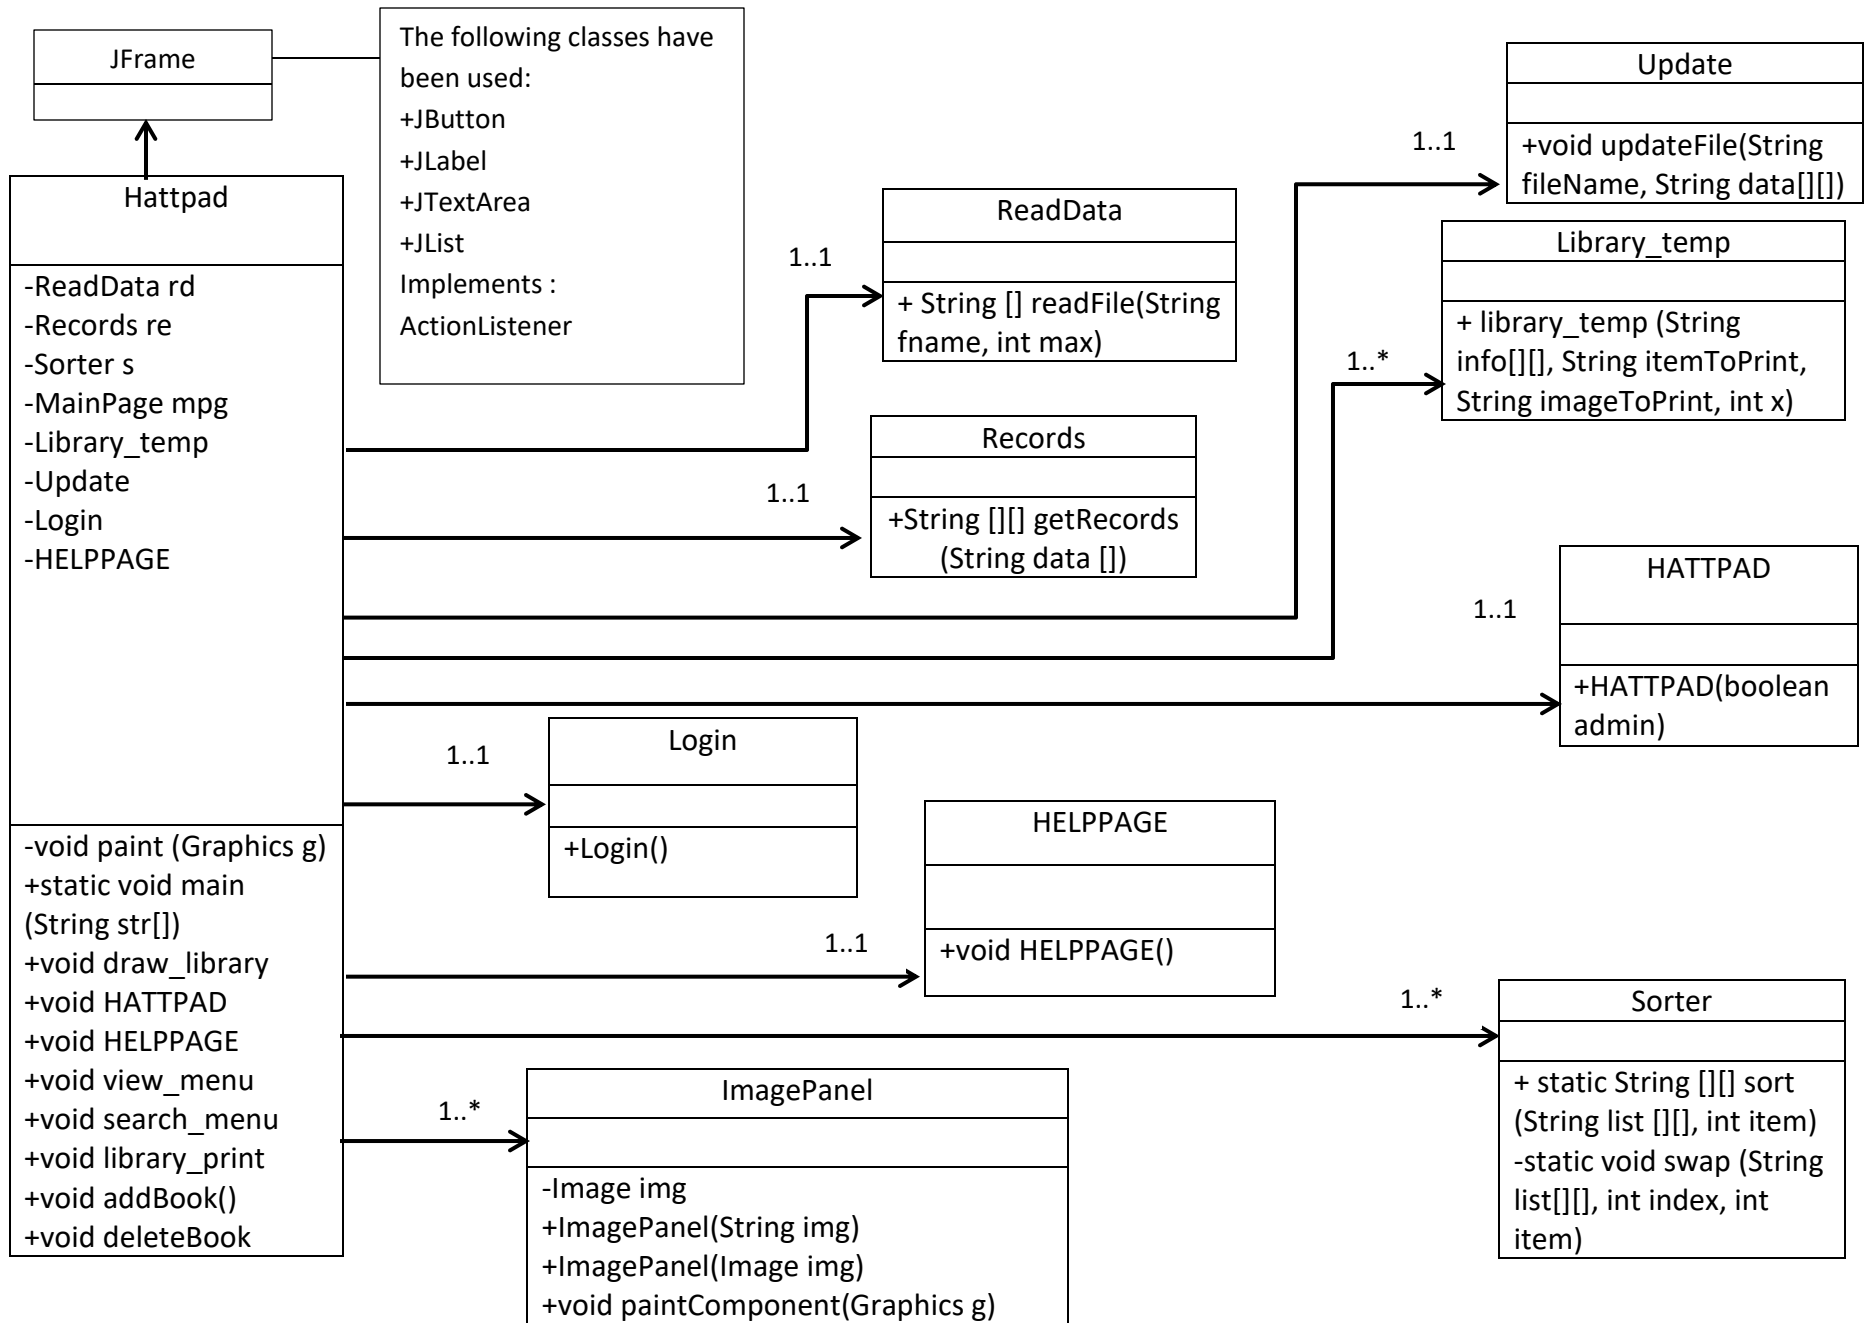 JFrame
The following classes have
been used:
+JButton
+JLabel
+JTextArea
+JList
Implements :
ActionListener
Hattpad
-ReadData rd
-Records re
-Sorter s
-MainPage mpg
-Library_temp
-Update
-Login
-HELPPAGE
-void paint (Graphics g)
+static void main
(String str[])
+void draw_library
+void HATTPAD
+void HELPPAGE
+void view_menu
+void search_menu
+void library_print
+void addBook()
+void deleteBook
1..1
ReadData
+ String [] readFile(String
fname, int max)
1..1
Records
+String [][] getRecords
(String data [])
1..1
Update
+void updateFile(String
fileName, String data[][])
1..*
Library_temp
+ library_temp (String
info[][], String itemToPrint,
String imageToPrint, int x)
1..1
HATTPAD
+HATTPAD(boolean
admin)
1..1
Login
+Login()
1..1
HELPPAGE
+void HELPPAGE()
1..*
Sorter
+ static String [][] sort
(String list [][], int item)
-static void swap (String
list[][], int index, int
item)
1..*
ImagePanel
-Image img
+ImagePanel(String img)
+ImagePanel(Image img)
+void paintComponent(Graphics g)